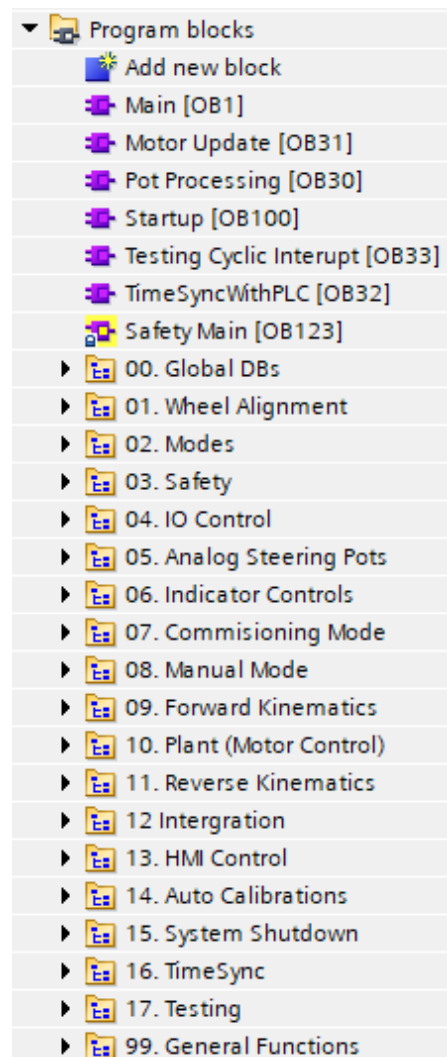 Program blocks
Add new block
Main [OB1]
Motor Update [OB31]
Pot Processing [OB30]
Startup [OB100]
Testing Cyclic Interupt [OB33]
TimeSyncWithPLC [OB32]
Safety Main [OB123]
00. Global DBs
01. Wheel Alignment
02. Modes
03. Safety
04. IO Control
05. Analog Steering Pots
06. Indicator Controls
07. Commisioning Mode
08. Manual Mode
09. Forward Kinematics
10. Plant (Motor Control)
11. Reverse Kinematics
12 Intergration
13. HMI Control
14. Auto Calibrations
15. System Shutdown
16. TimeSync
17. Testing
99. General Functions